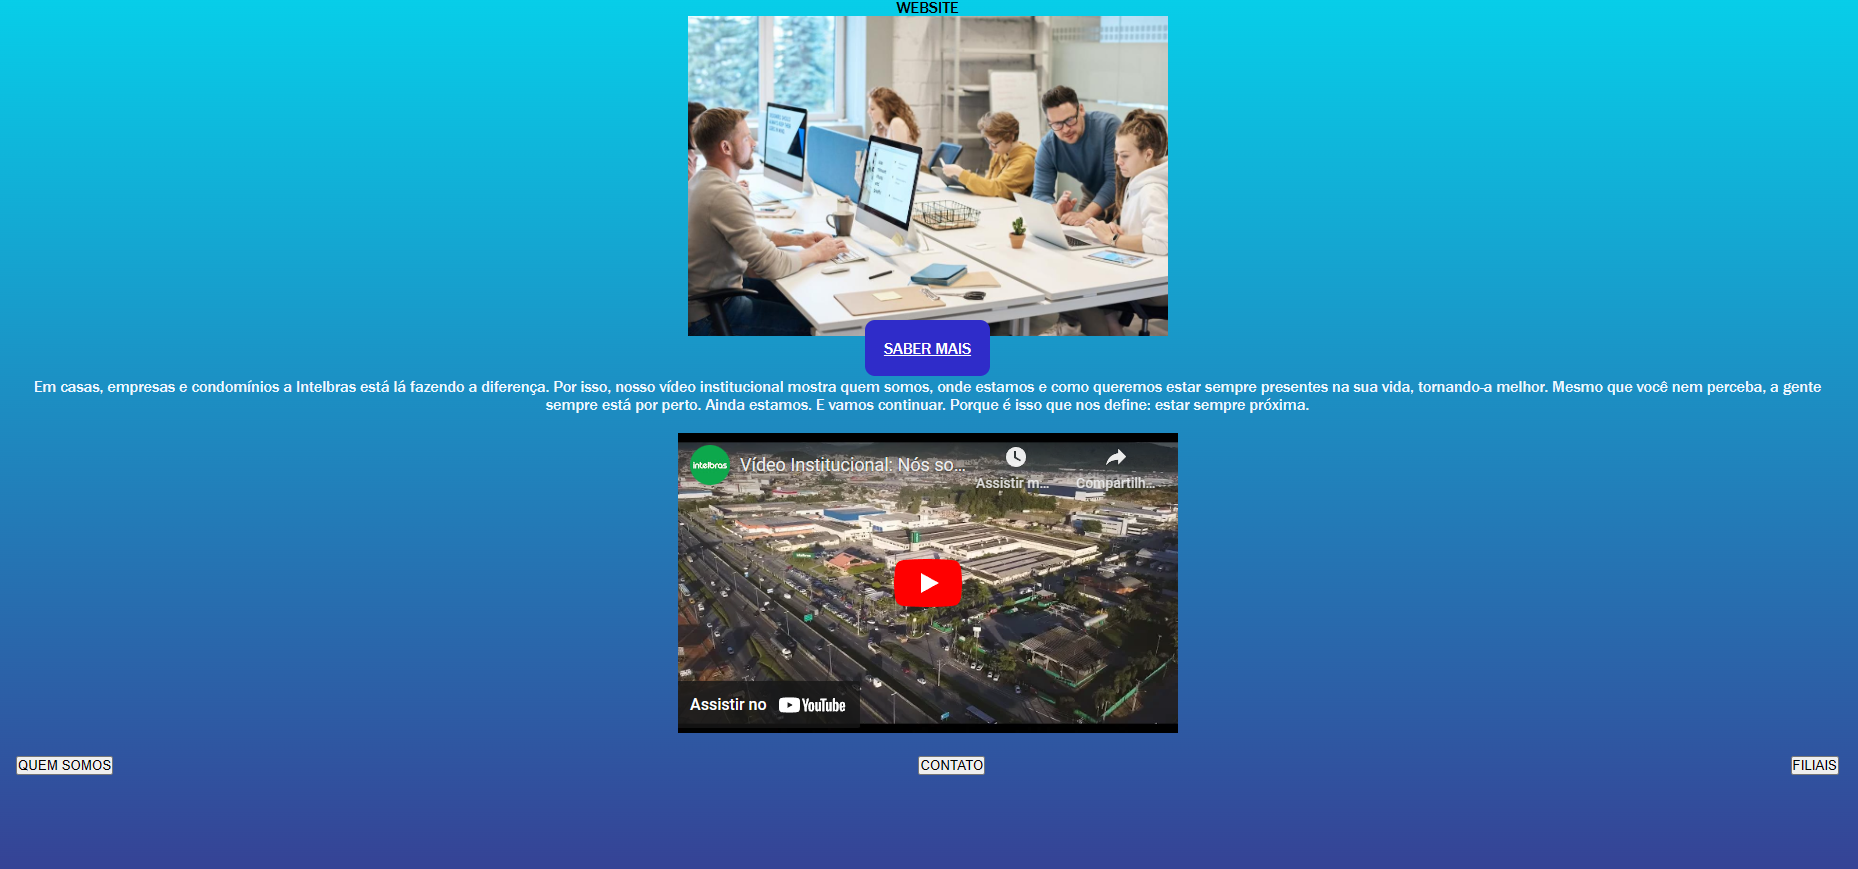 WEBSITE
SABER MAIS
Em casas, empresas e condomínios a Intelbras está lá fazendo a diferença. Por isso, nosso vídeo institucional mostra quem somos, onde estamos e como queremos estar sempre presentes na sua vida, tornando-a melhor. Mesmo que você nem perceba, a gente
sempre está por perto. Ainda estamos. E vamos continuar. Porque é isso que nos define: estar sempre próxima.
intelbras
Vídeo Institucional: Nós so...
Assistir m...
Compartilh...
Assistir no YouTube
QUEM SOMOS
CONTATO
FILIAIS